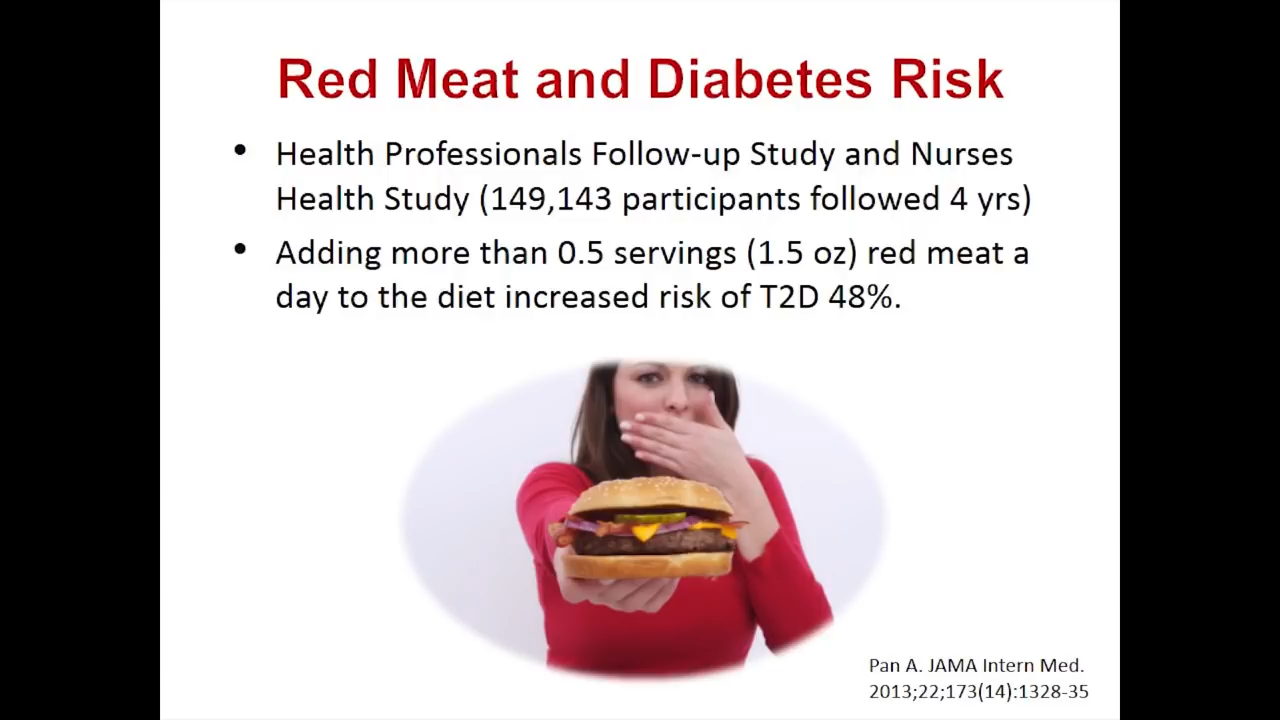 Red Meat and Diabetes Risk
• Health Professionals Follow-up Study and Nurses
Health Study (149,143 participants followed 4 yrs)
• Adding more than 0.5 servings (1.5 oz) red meat a
day to the diet increased risk of T2D 48%.
Pan A. JAMA Intern Med.
2013;22;173(14):1328-35